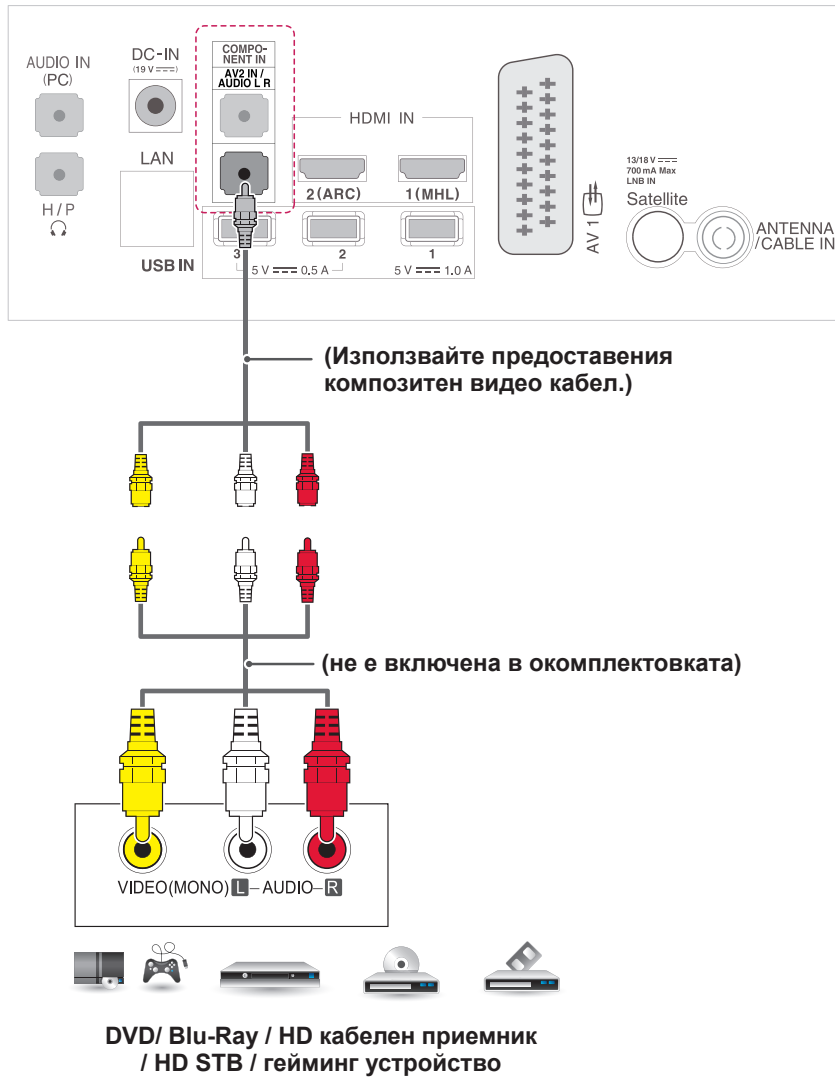 AUDIO IN
(PC)
DC-IN
(19 V ⎓)
COMPO-
NENT IN
AV2 IN /
AUDIO L R
HDMI IN
LAN
2 (ARC)
1 (MHL)
H / P
USB IN
3
2
1
5 V ⎓ 0.5 A
5 V ⎓ 1.0 A
AV 1
13/18 V ⎓
700 mA Max
LNB IN
Satellite
ANTENNA
/CABLE IN
(Използвайте предоставения
композитен видео кабел.)
(не е включена в окомплектовката)
VIDEO (MONO) L – AUDIO – R
DVD/ Blu-Ray / HD кабелен приемник
/ HD STB / гейминг устройство